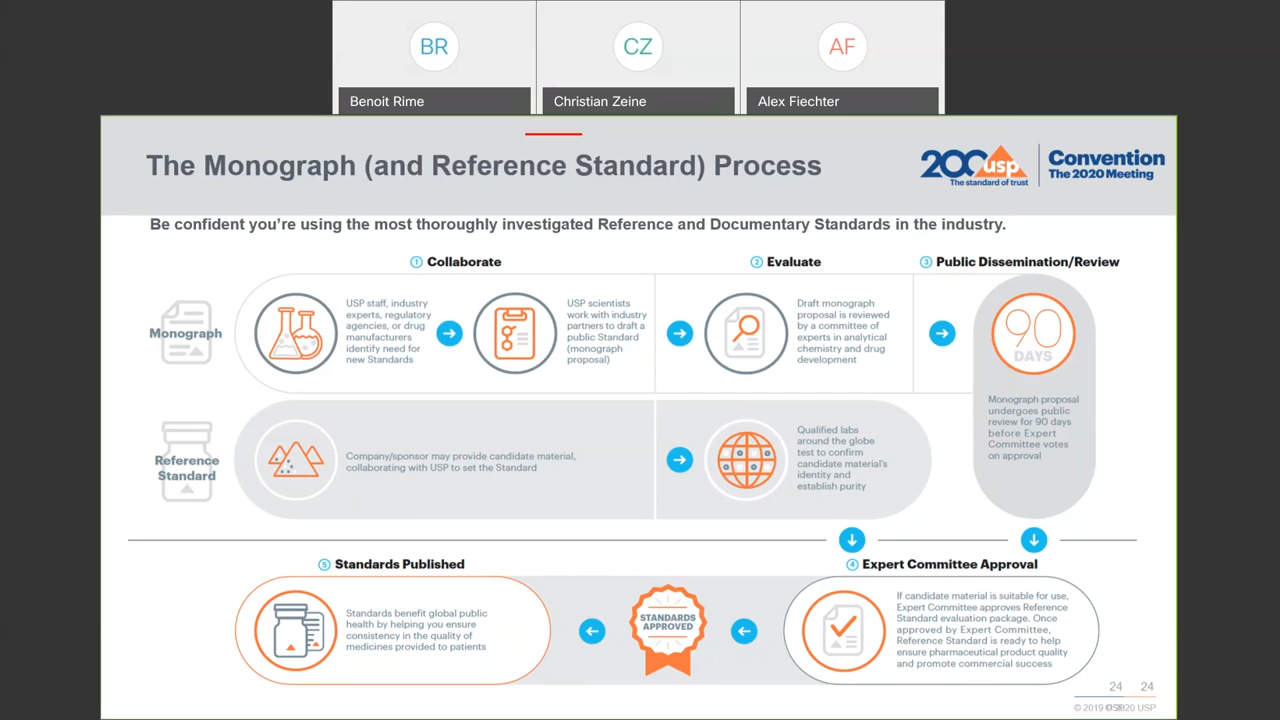 BR
CZ
AF
Benoit Rime
Christian Zeine
Alex Fiechter
The Monograph (and Reference Standard) Process
200 usp
The standard of trust
Convention
The 2020 Meeting
Be confident you're using the most thoroughly investigated Reference and Documentary Standards in the industry.
1 Collaborate
2 Evaluate
3 Public Dissemination/Review
Monograph
USP staff, industry
experts, regulatory
agencies, or drug
manufacturers
identify need for
new Standards
USP scientists
work with industry
partners to draft a
public Standard
(monograph
proposal)
Draft monograph
proposal is reviewed
by a committee of
experts in analytical
chemistry and drug
development
90
DAYS
Monograph proposal
undergoes public
review for 90 days
before Expert
Committee votes
on approval
Reference
Standard
Company/sponsor may provide candidate material,
collaborating with USP to set the Standard
Qualified labs
around the globe
test to confirm
candidate material's
identity and
establish purity
5 Standards Published
4 Expert Committee Approval
Standards benefit global public
health by helping you ensure
consistency in the quality of
medicines provided to patients
STANDARDS
APPROVED
If candidate material is suitable for use,
Expert Committee approves Reference
Standard evaluation package. Once
approved by Expert Committee,
Reference Standard is ready to help
ensure pharmaceutical product quality
and promote commercial success
24 24
© 2019 USP
© 2020 USP